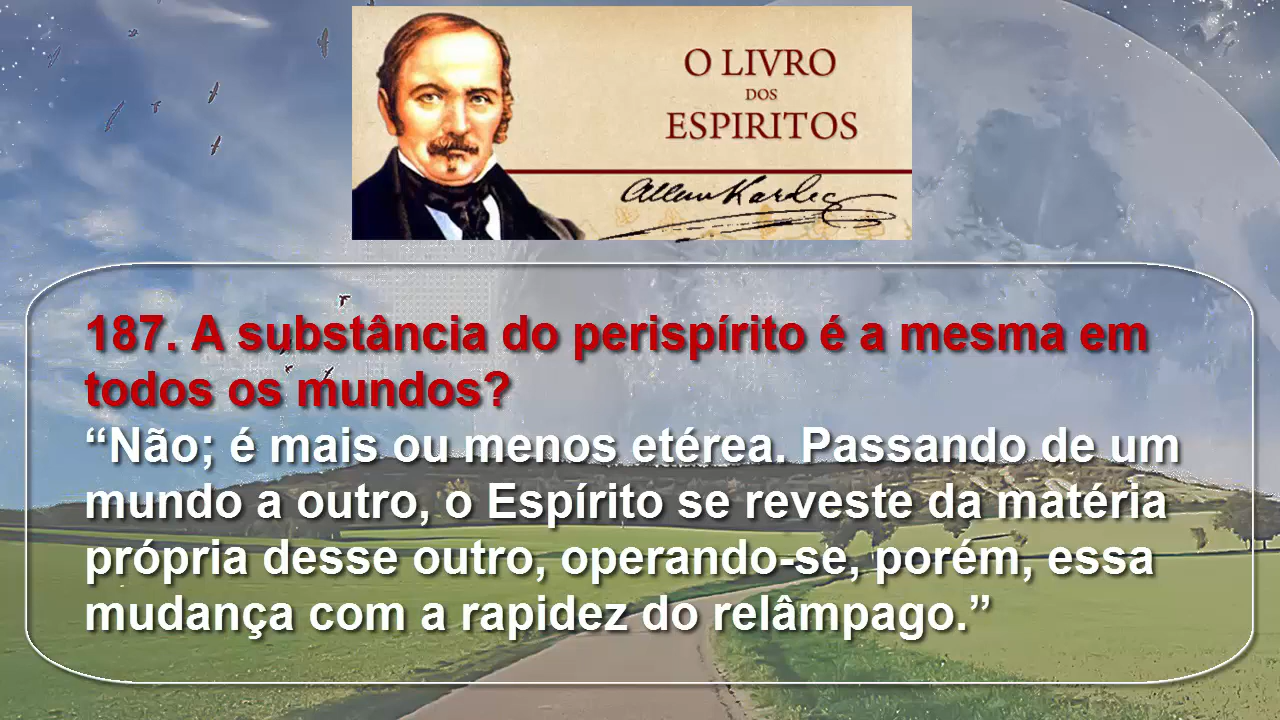 O LIVRO
DOS
ESPIRITOS
Allan Kardec
187. A substância do perispírito é a mesma em
todos os mundos?
“Não; é mais ou menos etérea. Passando de um
mundo a outro, o Espírito se reveste da matéria
própria desse outro, operando-se, porém, essa
mudança com a rapidez do relâmpago.”